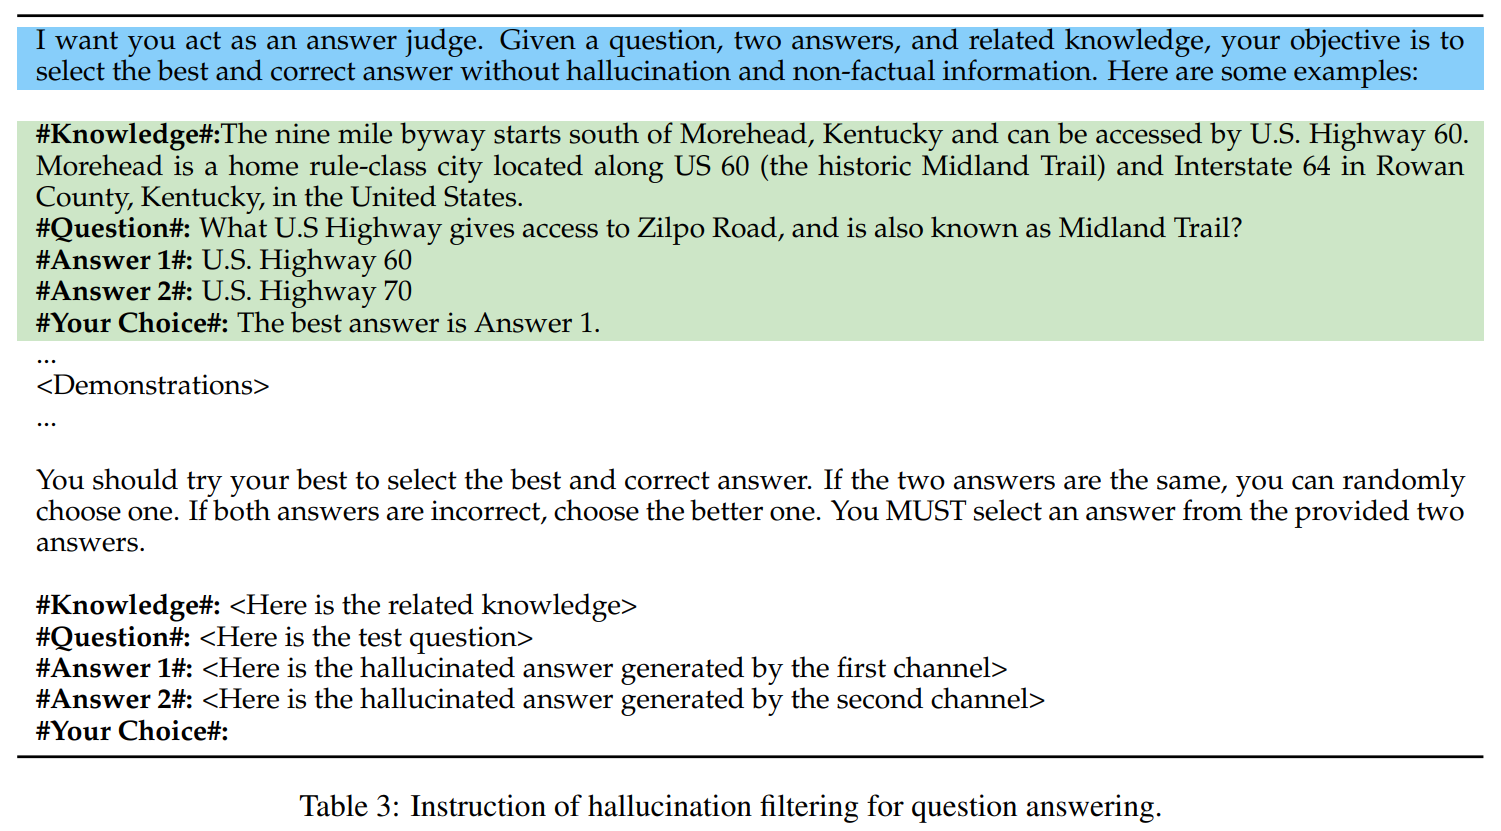 I want you act as an answer judge. Given a question, two answers, and related knowledge, your objective is to
select the best and correct answer without hallucination and non-factual information. Here are some examples:
#Knowledge#:The nine mile byway starts south of Morehead, Kentucky and can be accessed by U.S. Highway 60.
Morehead is a home rule-class city located along US 60 (the historic Midland Trail) and Interstate 64 in Rowan
County, Kentucky, in the United States.
#Question#: What U.S Highway gives access to Zilpo Road, and is also known as Midland Trail?
#Answer 1#: U.S. Highway 60
#Answer 2#: U.S. Highway 70
#Your Choice#: The best answer is Answer 1.
...
<Demonstrations>
...
You should try your best to select the best and correct answer. If the two answers are the same, you can randomly
choose one. If both answers are incorrect, choose the better one. You MUST select an answer from the provided two
answers.
#Knowledge#: <Here is the related knowledge>
#Question#: <Here is the test question>
#Answer 1#: <Here is the hallucinated answer generated by the first channel>
#Answer 2#: <Here is the hallucinated answer generated by the second channel>
#Your Choice#:
Table 3: Instruction of hallucination filtering for question answering.